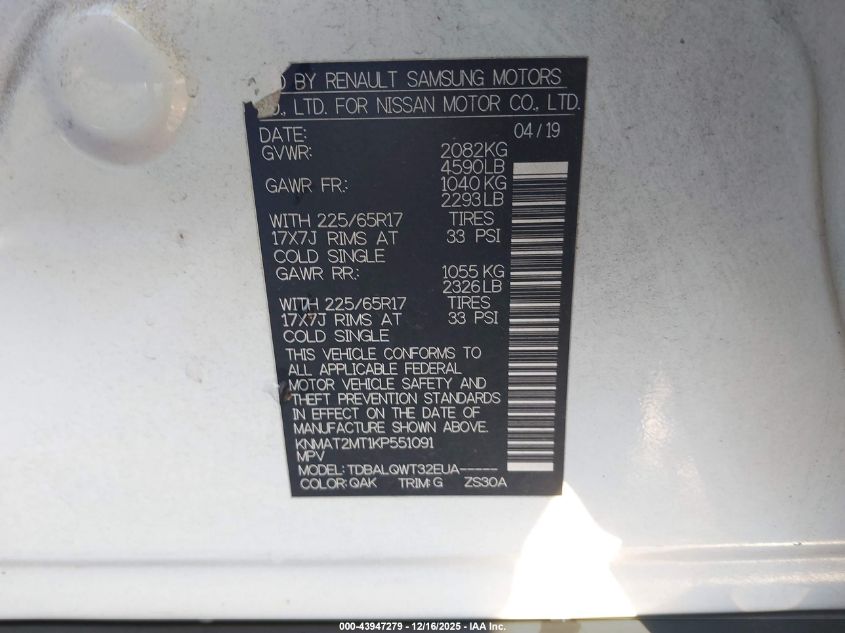 D BY RENAULT SAMSUNG MOTORS
CO., LTD. FOR NISSAN MOTOR CO., LTD.
DATE: 04/19
GVWR: 2082KG
4590LB
GAWR FR.: 1040KG
2293LB
WITH 225/65R17 TIRES
17X7J RIMS AT 33 PSI
COLD SINGLE
GAWR RR.: 1055KG
2326LB
WITH 225/65R17 TIRES
17X7J RIMS AT 33 PSI
COLD SINGLE
THIS VEHICLE CONFORMS TO
ALL APPLICABLE FEDERAL
MOTOR VEHICLE SAFETY AND
THEFT PREVENTION STANDARDS
IN EFFECT ON THE DATE OF
MANUFACTURE SHOWN ABOVE.
KNMAT2MT1KP551091
MPV
MODEL: TDBALQWT32EUA-----
COLOR: QAK TRIM: G ZS30A
000-43947279 - 12/16/2025 - IAA Inc.